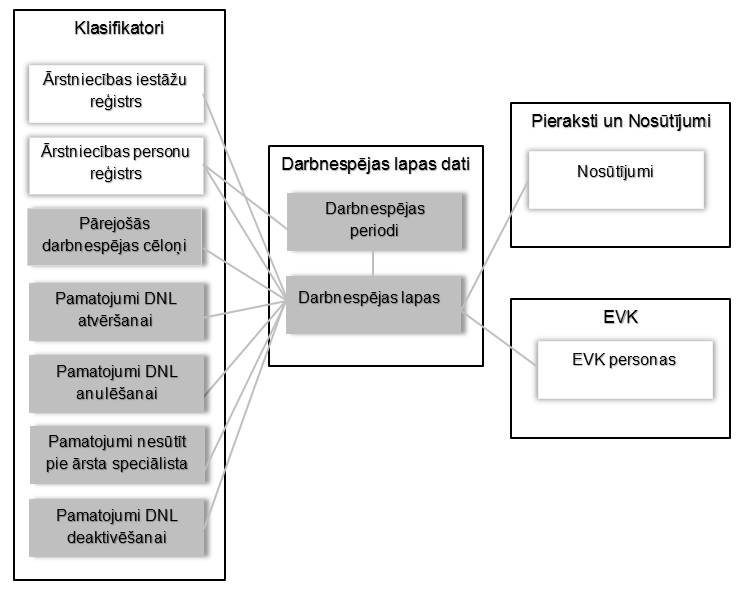 Klasifikatori
Ārstniecības iestāžu
reģistrs
Ārstniecības personu
reģistrs
Pārejošās
darbnespējas cēloņi
Pamatojumi DNL
atvēršanai
Pamatojumi DNL
anulēšanai
Pamatojumi nesūtīt
pie ārsta speciālista
Pamatojumi DNL
deaktivēšanai
Darbnespējas lapas dati
Darbnespējas
periodi
Darbnespējas lapas
Pieraksti un Nosūtījumi
Nosūtījumi
EVK
EVK personas